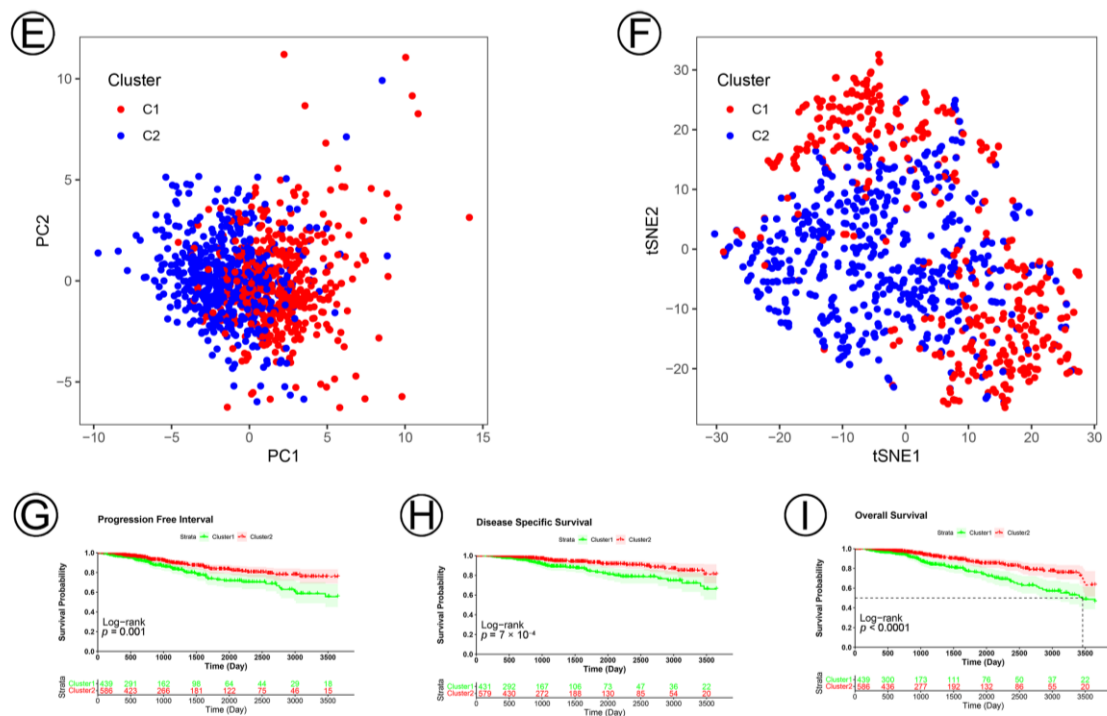 E
Cluster
C1
C2
10
5
0
−5
PC2
−10 −5 0 5 10 15
PC1
F
Cluster
C1
C2
30
20
10
0
−10
−20
tSNE2
−30 −20 −10 0 10 20 30
tSNE1
G
Progression Free Interval
Strata Cluster1 Cluster2
Survival Probability
1.0
0.8
0.6
0.4
0.2
0.0
Log−rank
p = 0.001
0 500 1000 1500 2000 2500 3000 3500
Time (Day)
Strata
Cluster1 439 291 162 98 64 44 29 18
Cluster2 586 423 266 181 122 75 46 15
0 500 1000 1500 2000 2500 3000 3500
Time (Day)
H
Disease Specific Survival
Strata Cluster1 Cluster2
Survival Probability
1.0
0.8
0.6
0.4
0.2
0.0
Log−rank
p = 7 × 10⁻⁴
0 500 1000 1500 2000 2500 3000 3500
Time (Day)
Strata
Cluster1 431 292 167 106 73 47 36 22
Cluster2 579 430 272 188 130 85 54 20
0 500 1000 1500 2000 2500 3000 3500
Time (Day)
I
Overall Survival
Strata Cluster1 Cluster2
Survival Probability
1.0
0.8
0.6
0.4
0.2
0.0
Log−rank
p < 0.0001
0 500 1000 1500 2000 2500 3000 3500
Time (Day)
Strata
Cluster1 439 300 173 111 76 50 37 22
Cluster2 586 436 277 192 132 86 55 20
0 500 1000 1500 2000 2500 3000 3500
Time (Day)